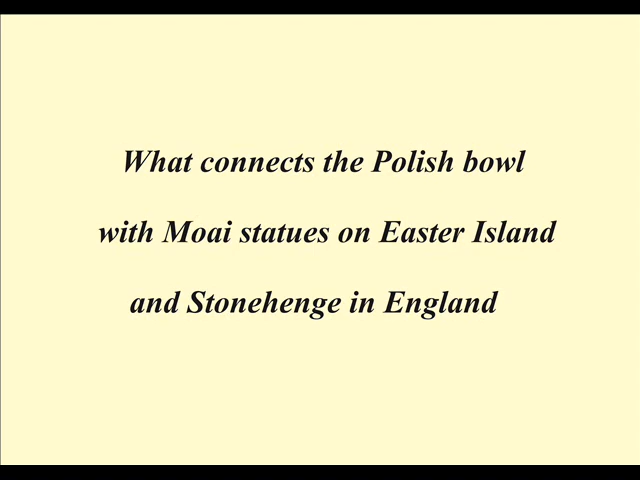 What connects the Polish bowl
with Moai statues on Easter Island
and Stonehenge in England